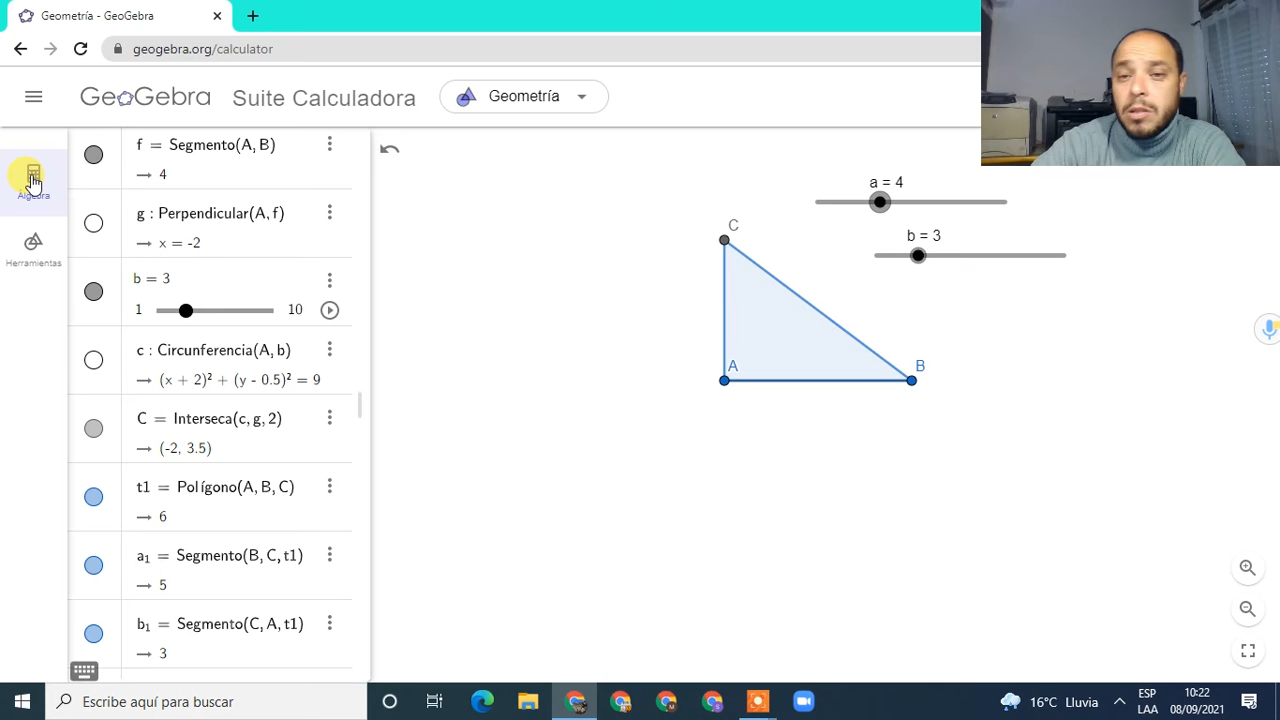 Geometría - GeoGebra
geogebra.org/calculator
GeoGebra
Suite Calculadora
Geometría
Álgebra
Herramientas
f = Segmento(A, B)
→ 4
g : Perpendicular(A, f)
→ x = -2
b = 3
1
10
c : Circunferencia(A, b)
→ (x + 2)² + (y - 0.5)² = 9
C = Interseca(c, g, 2)
→ (-2, 3.5)
t1 = Polígono(A, B, C)
→ 6
a₁ = Segmento(B, C, t1)
→ 5
b₁ = Segmento(C, A, t1)
→ 3
a = 4
b = 3
C
A
B
Escribe aquí para buscar
16°C Lluvia
ESP
LAA
10:22
08/09/2021